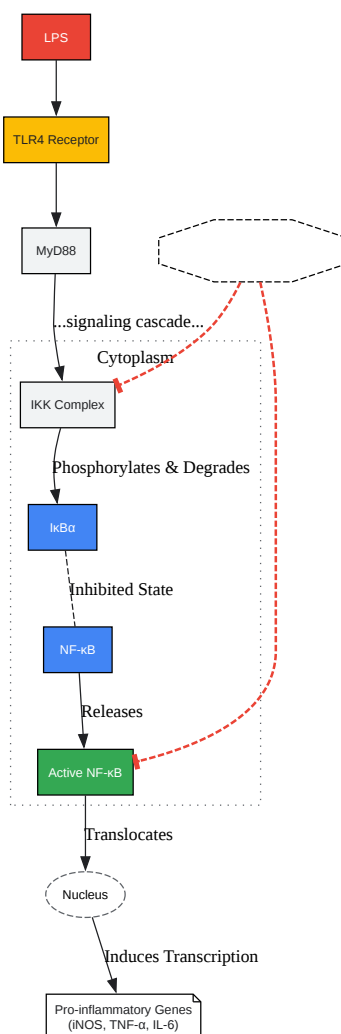 LPS
TLR4 Receptor
MyD88
...signaling cascade...
Cytoplasm
IKK Complex
Phosphorylates & Degrades
IκBα
Inhibited State
NF-κB
Releases
Active NF-κB
Translocates
Nucleus
Induces Transcription
Pro-inflammatory Genes
(iNOS, TNF-α, IL-6)